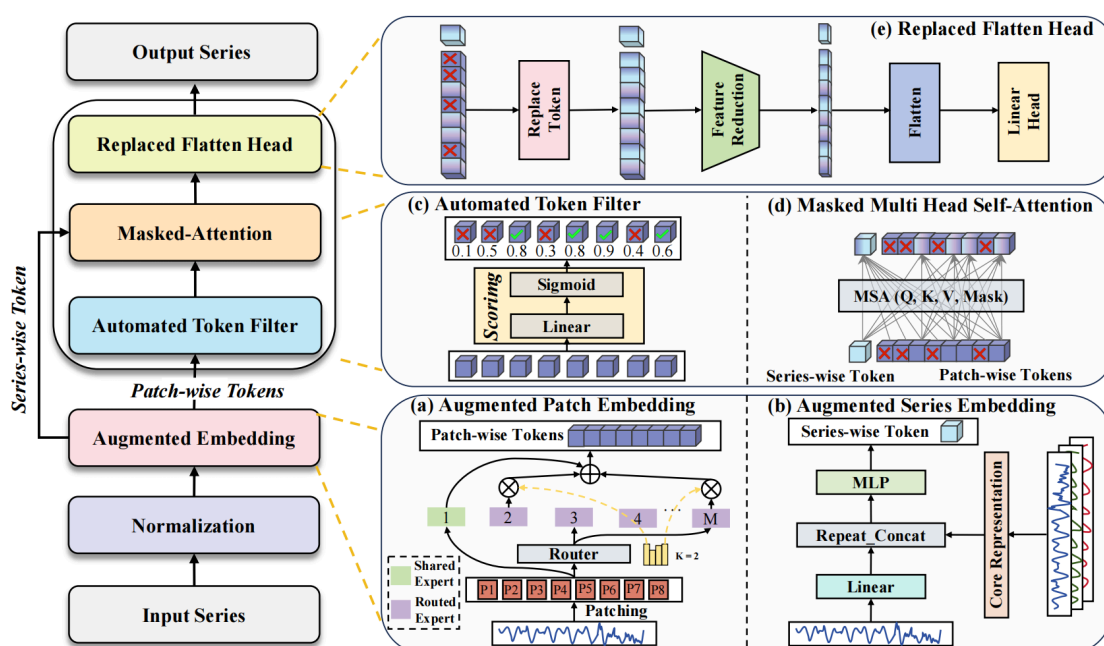 Output Series
Replaced Flatten Head
Masked-Attention
Automated Token Filter
Series-wise Token
Patch-wise Tokens
Augmented Embedding
Normalization
Input Series
(e) Replaced Flatten Head
Replace
Token
Feature
Reduction
Flatten
Linear
Head
(c) Automated Token Filter
0.1 0.5 0.8 0.3 0.8 0.9 0.4 0.6
Scorimg
Sigmoid
Linear
(d) Masked Multi Head Self-Attention
MSA (Q, K, V, Mask)
Series-wise Token
Patch-wise Tokens
(a) Augmented Patch Embedding
Patch-wise Tokens
1 2 3 4 ... M
Router
K = 2
Shared
Expert
Routed
Expert
P1 P2 P3 P4 P5 P6 P7 P8
Patching
(b) Augmented Series Embedding
Series-wise Token
MLP
Repeat_Concat
Linear
Core Representation